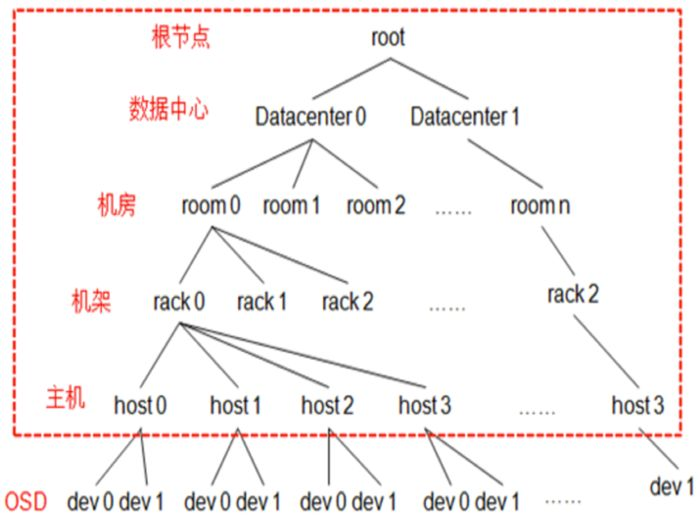 根节点 root
数据中心 Datacenter 0 Datacenter 1
机房 room 0 room 1 room 2 …… room n
机架 rack 0 rack 1 rack 2 …… rack 2
主机 host 0 host 1 host 2 host 3 …… host 3
OSD dev 0 dev 1 dev 0 dev 1 dev 0 dev 1 dev 0 dev 1 …… dev 1